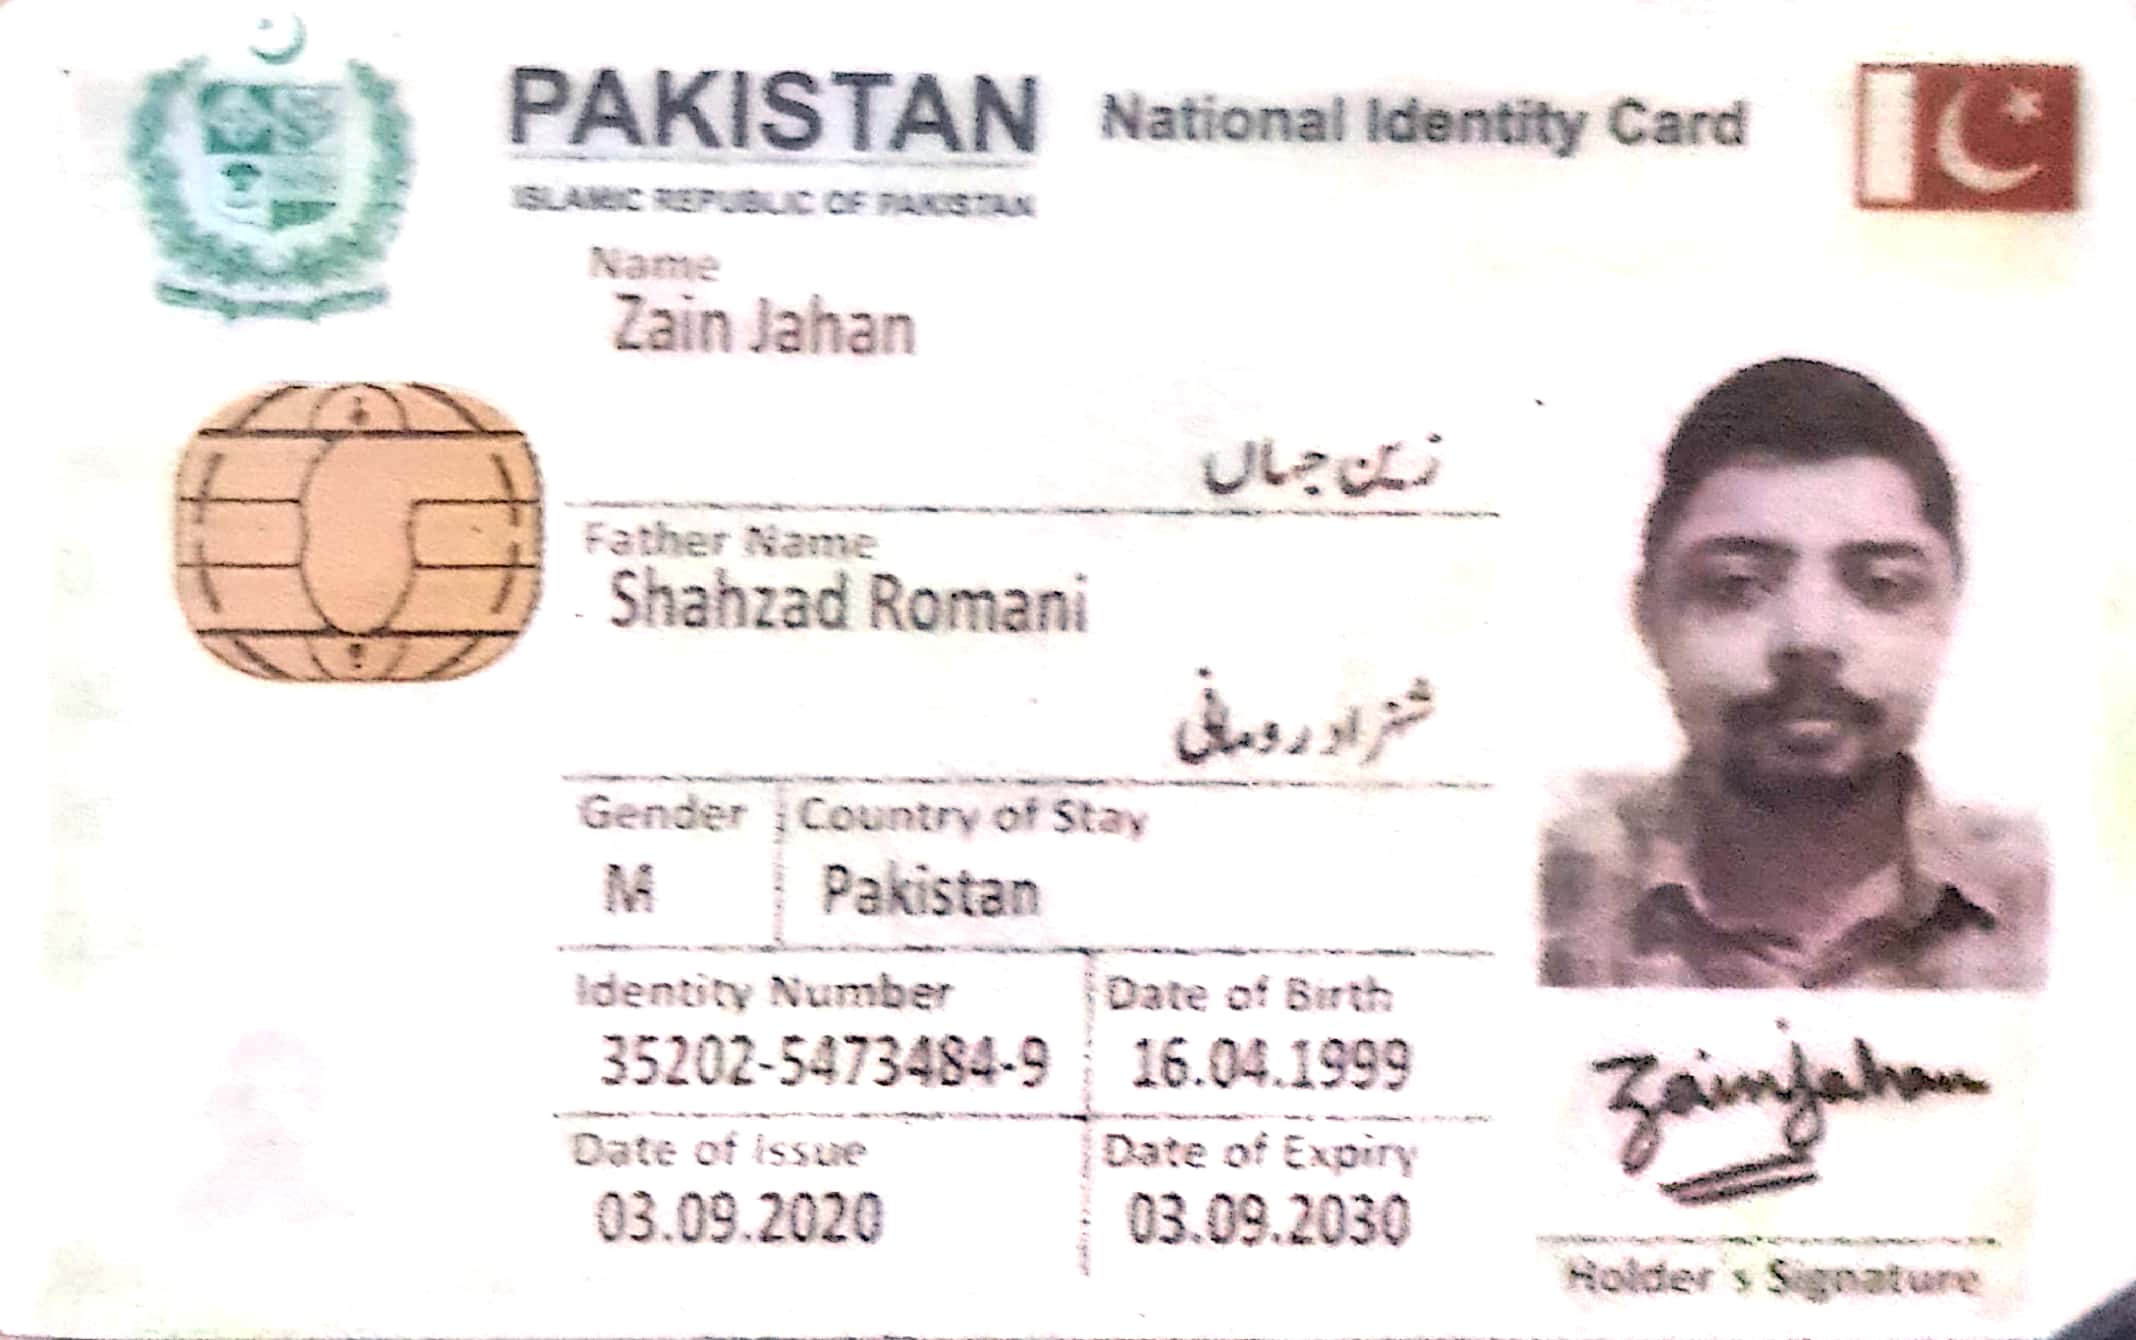 PAKISTAN National Identity Card
ISLAMIC REPUBLIC OF PAKISTAN
Name
Zain Jahan
زین جہاں
Father Name
Shahzad Romani
شہزاد رومانی
Gender Country of Stay
M Pakistan
Identity Number Date of Birth
35202-5473484-9 16.04.1999
Date of Issue Date of Expiry
03.09.2020 03.09.2030
Zain Jahan
Holder's Signature